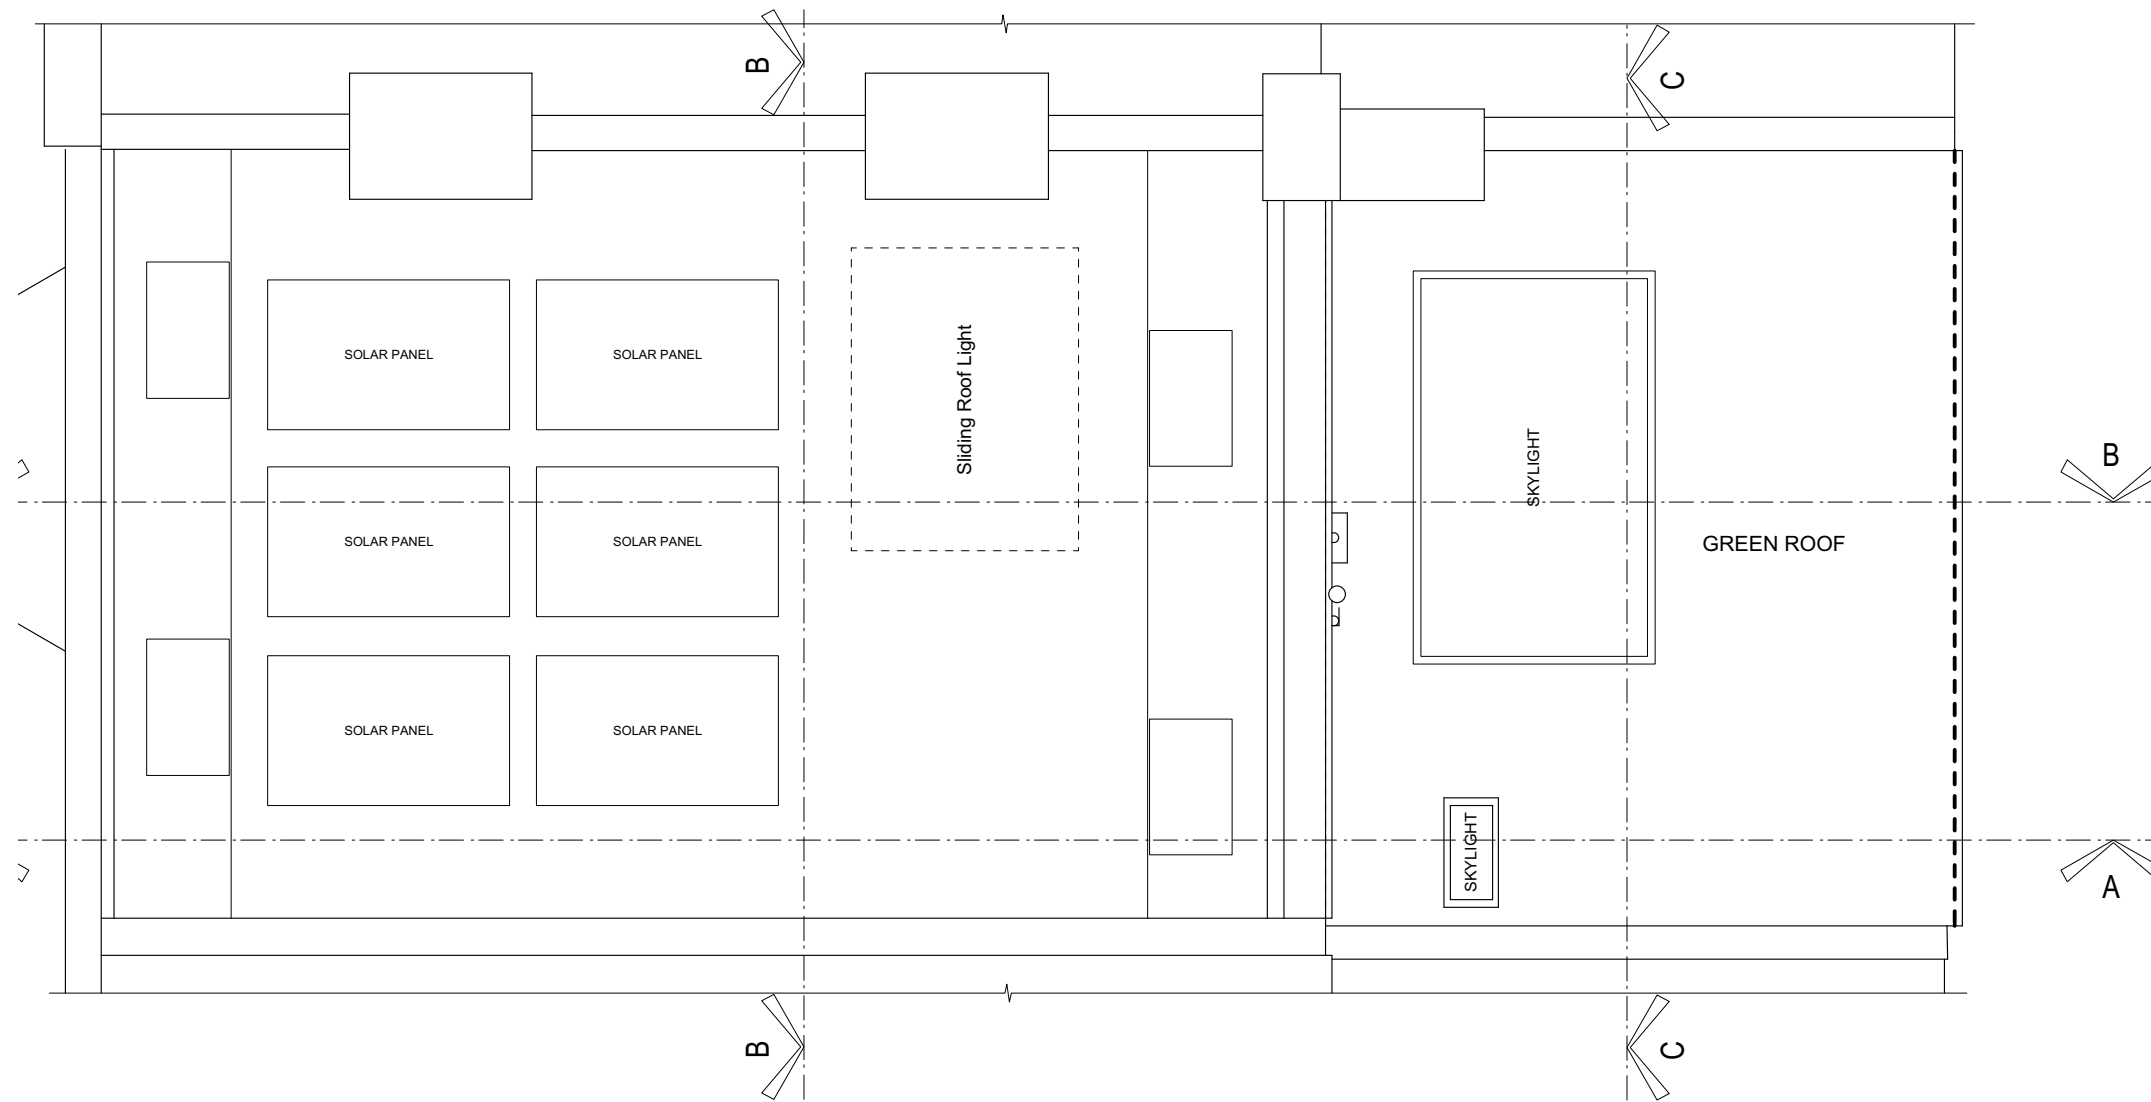 B
C
SOLAR PANEL
SOLAR PANEL
Sliding Roof Light
SKYLIGHT
B
SOLAR PANEL
SOLAR PANEL
GREEN ROOF
SOLAR PANEL
SOLAR PANEL
SKYLIGHT
A
B
C